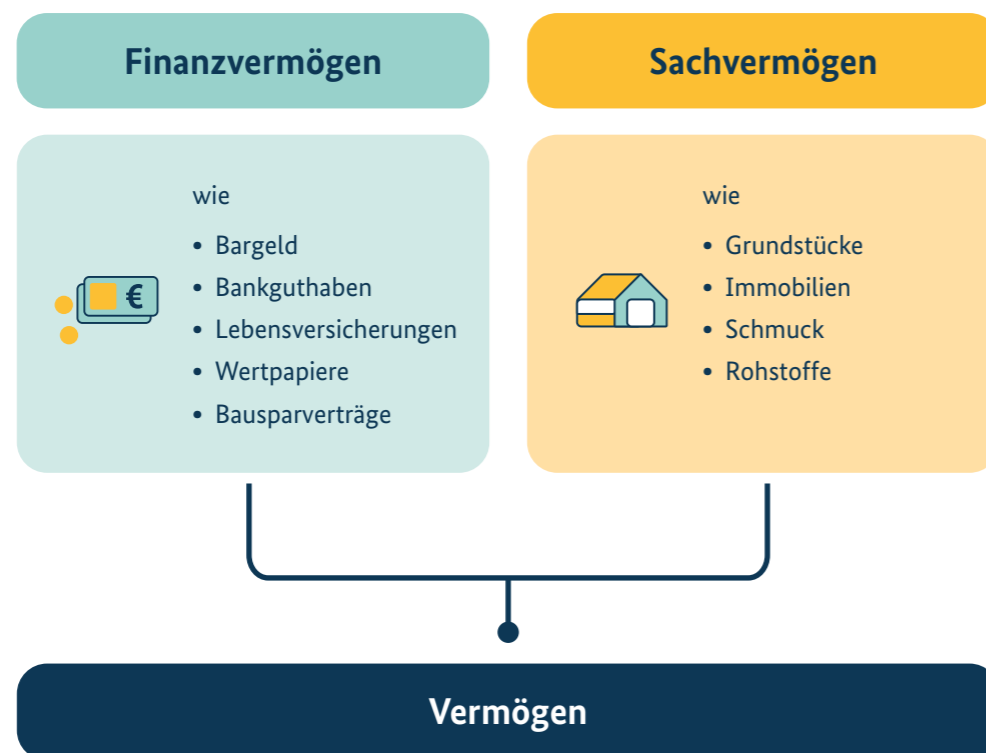 Finanzvermögen
wie
• Bargeld
• Bankguthaben
• Lebensversicherungen
• Wertpapiere
• Bausparverträge
€
Sachvermögen
wie
• Grundstücke
• Immobilien
• Schmuck
• Rohstoffe
Vermögen